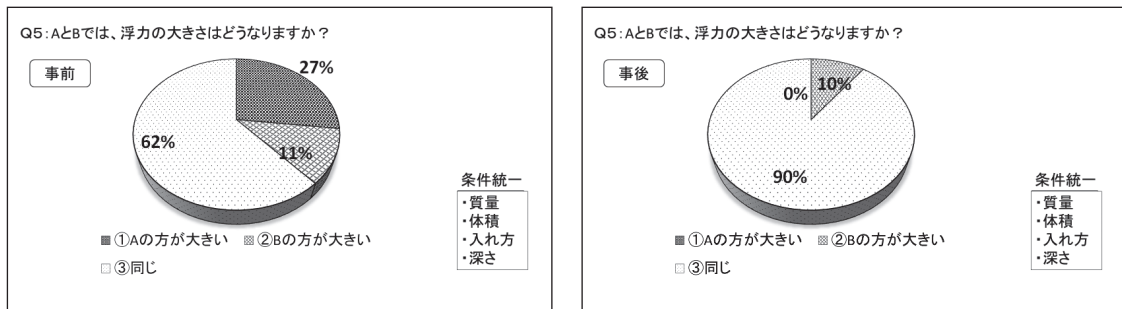 Q5:AとBでは、浮力の大きさはどうなりますか？
事前
27%
62%
11%
条件統一
・質量
・体積
・入れ方
・深さ
①Aの方が大きい ②Bの方が大きい
③同じ
Q5:AとBでは、浮力の大きさはどうなりますか？
事後
0%
10%
90%
条件統一
・質量
・体積
・入れ方
・深さ
①Aの方が大きい ②Bの方が大きい
③同じ